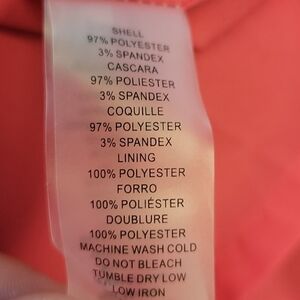 SHELL
97% POLYESTER
3% SPANDEX
CASCARA
97% POLIESTER
3% SPANDEX
COQUILLE
97% POLYESTER
3% SPANDEX
LINING
100% POLYESTER
FORRO
100% POLIÉSTER
DOUBLURE
100% POLYESTER
MACHINE WASH COLD
DO NOT BLEACH
TUMBLE DRY LOW
LOW IRON